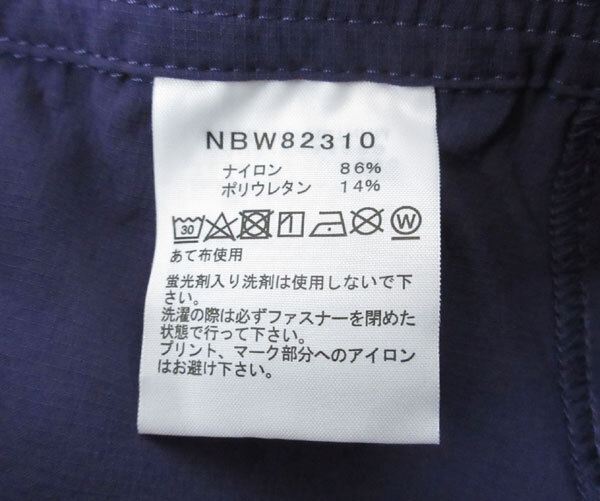 NBW82310
ナイロン 86%
ポリウレタン 14%
30 W
あて布使用
蛍光剤入り洗剤は使用しないで下
さい。
洗濯の際は必ずファスナーを閉めた
状態で行って下さい。
プリント、マーク部分へのアイロン
はお避け下さい。